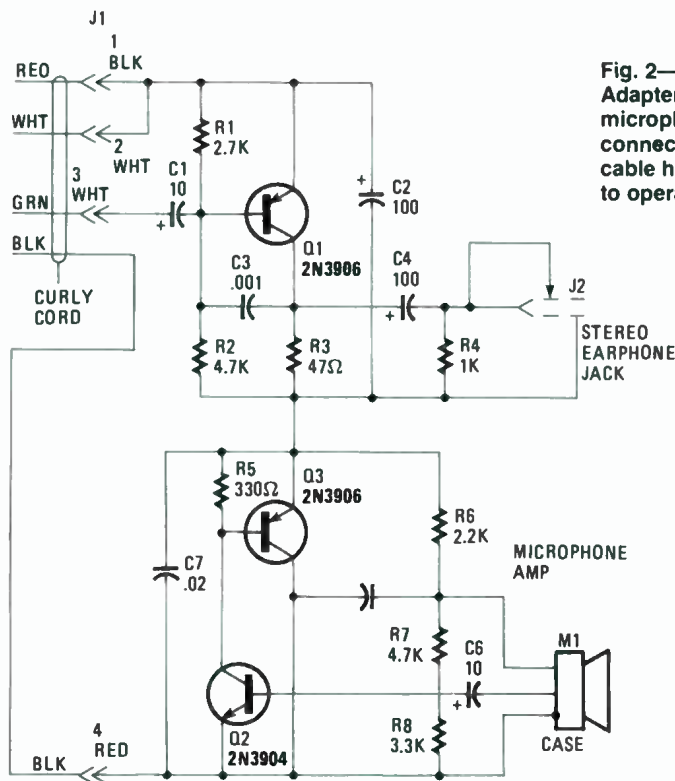 J1
1
BLK
REO
WHT
2
WHT
3
WHT
GRN
BLK
CURLY
CORD
R1
2.7K
C1
10
+
Q1
2N3906
C2
100
+
C3
.001
C4
100
+
R2
4.7K
R3
47Ω
R4
1K
J2
STEREO
EARPHONE
JACK
Fig. 2—
Adapter
microph
connec
cable h
to opera
R5
330Ω
Q3
2N3906
C7
.02
R6
2.2K
MICROPHONE
AMP
R7
4.7K
C6
10
+
M1
CASE
R8
3.3K
Q2
2N3904
4
RED
BLK